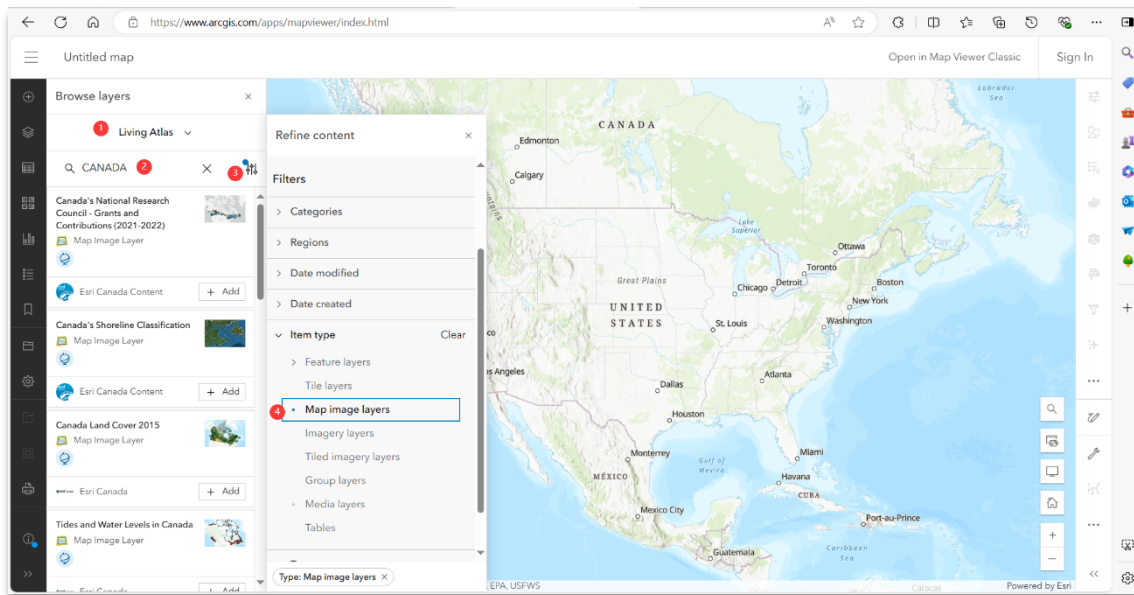 https://www.arcgis.com/apps/mapviewer/index.html
Untitled map
Open in Map Viewer Classic
Sign In
Browse layers
1 Living Atlas
CANADA 2
3
Canada's National Research
Council - Grants and
Contributions (2021-2022)
Map Image Layer
Esri Canada Content
+ Add
Canada's Shoreline Classification
Map Image Layer
Esri Canada Content
+ Add
Canada Land Cover 2015
Map Image Layer
Esri Canada
+ Add
Tides and Water Levels in Canada
Map Image Layer
Esri Canada
+ Add
Refine content
Filters
Categories
Regions
Date modified
Date created
Item type
Clear
Feature layers
Tile layers
4 Map image layers
Imagery layers
Tiled imagery layers
Group layers
Media layers
Tables
Type: Map image layers
Labrador
Sea
CANADA
Edmonton
Calgary
Lake
Superior
Ottawa
Toronto
Great Plains
Chicago
Detroit
Boston
New York
UNITED
STATES
St. Louis
Washington
co
s Angeles
Atlanta
Dallas
Houston
Monterrey
Gulf of
Mexico
Miami
MÉXICO
Havana
CUBA
Mexico City
Port-au-Prince
Guatemala
Caribbean
Sea
Caracas
EPA, USFWS
Powered by Esri